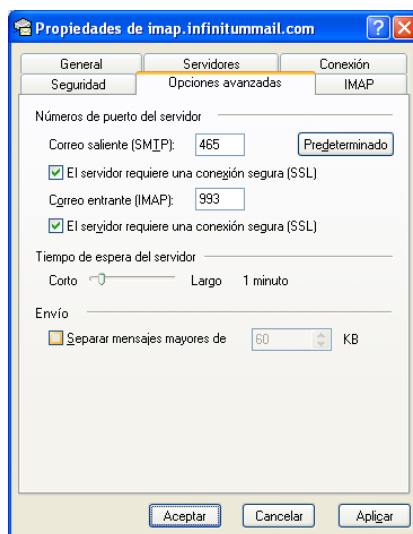 Propiedades de imap.infinitummail.com
General Servidores Conexión
Seguridad Opciones avanzadas IMAP
Números de puerto del servidor
Correo saliente (SMTP): 465 Predeterminado
El servidor requiere una conexión segura (SSL)
Correo entrante (IMAP): 993
El servidor requiere una conexión segura (SSL)
Tiempo de espera del servidor
Corto Largo 1 minuto
Envío
Separar mensajes mayores de 60 KB
Aceptar Cancelar Aplicar